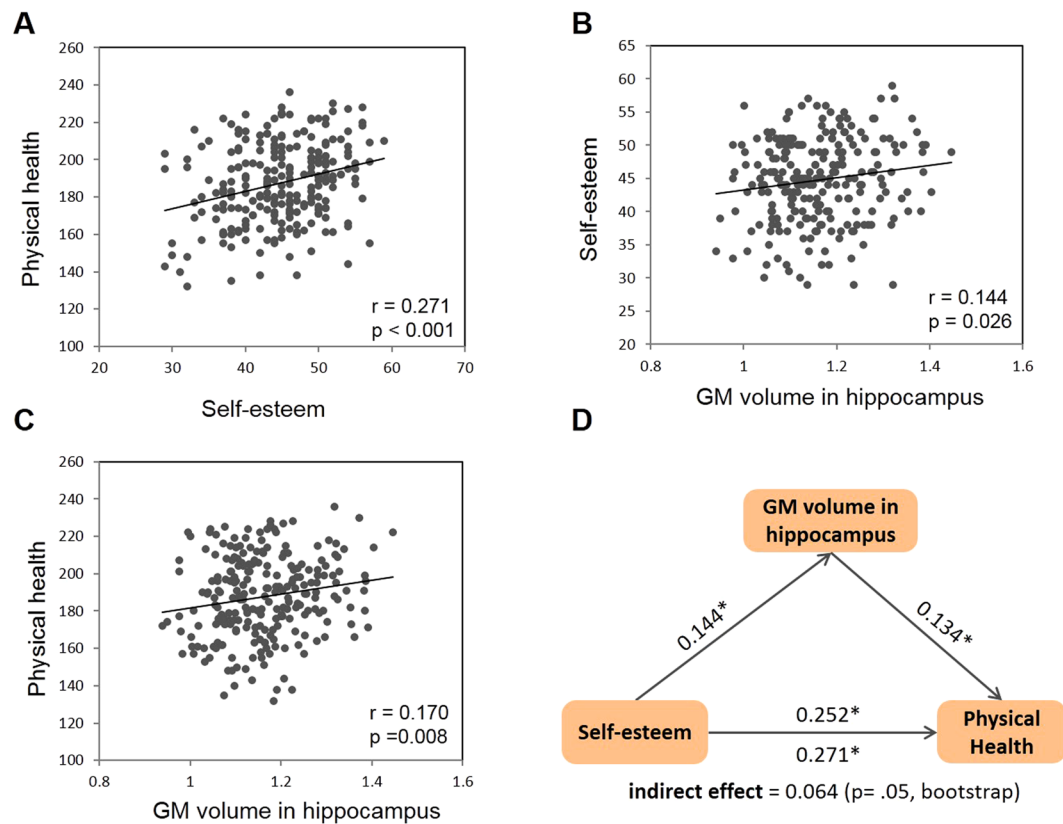 A
260
240
220
200
180
160
140
120
100
Physical health
r = 0.271
p < 0.001
20 30 40 50 60 70
Self-esteem
B
65
60
55
50
45
40
35
30
25
20
Self-esteem
r = 0.144
p = 0.026
0.8 1 1.2 1.4 1.6
GM volume in hippocampus
C
260
240
220
200
180
160
140
120
100
Physical health
r = 0.170
p =0.008
0.8 1 1.2 1.4 1.6
GM volume in hippocampus
D
GM volume in
hippocampus
0.144*
0.134*
Self-esteem
0.252*
0.271*
Physical
Health
indirect effect = 0.064 (p= .05, bootstrap)